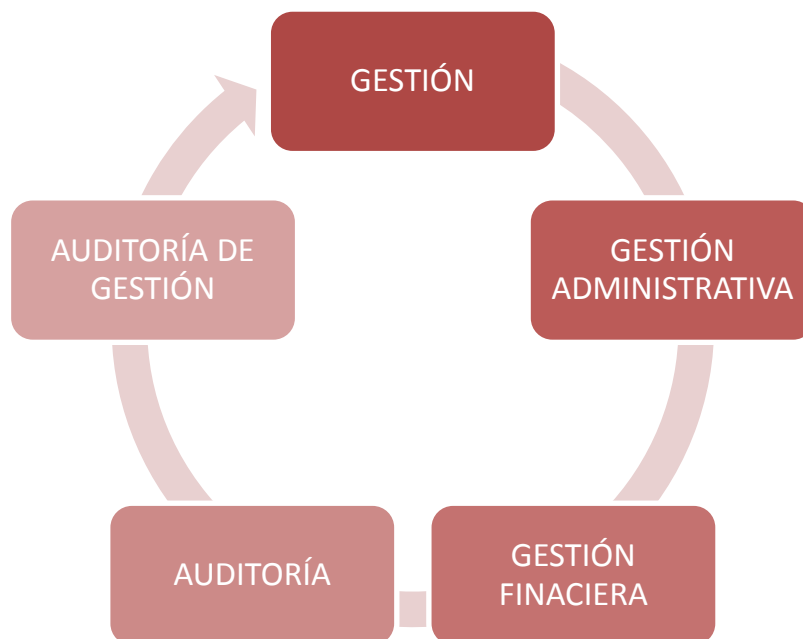 GESTIÓN
GESTIÓN
ADMINISTRATIVA
GESTIÓN
FINACIERA
AUDITORÍA
AUDITORÍA DE
GESTIÓN